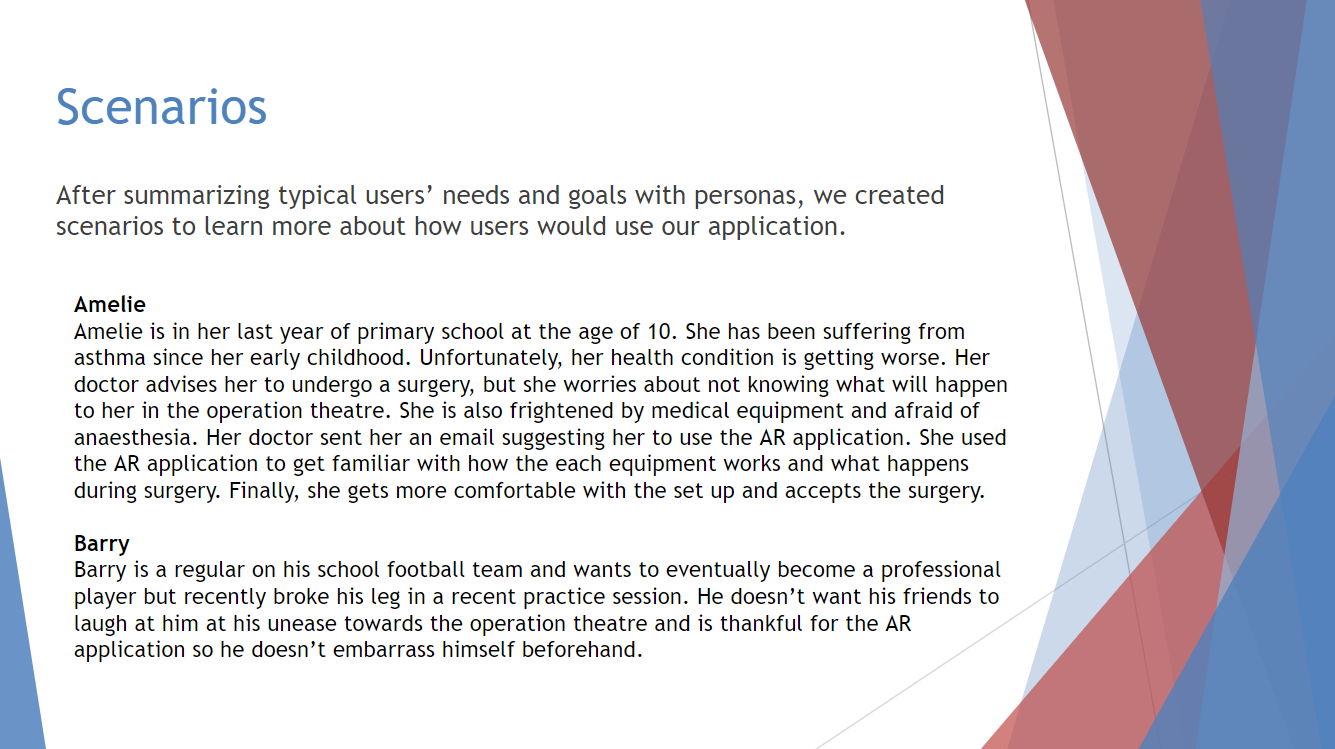 Scenarios
After summarizing typical users’ needs and goals with personas, we created
scenarios to learn more about how users would use our application.
Amelie
Amelie is in her last year of primary school at the age of 10. She has been suffering from
asthma since her early childhood. Unfortunately, her health condition is getting worse. Her
doctor advises her to undergo a surgery, but she worries about not knowing what will happen
to her in the operation theatre. She is also frightened by medical equipment and afraid of
anaesthesia. Her doctor sent her an email suggesting her to use the AR application. She used
the AR application to get familiar with how the each equipment works and what happens
during surgery. Finally, she gets more comfortable with the set up and accepts the surgery.
Barry
Barry is a regular on his school football team and wants to eventually become a professional
player but recently broke his leg in a recent practice session. He doesn’t want his friends to
laugh at him at his unease towards the operation theatre and is thankful for the AR
application so he doesn’t embarrass himself beforehand.